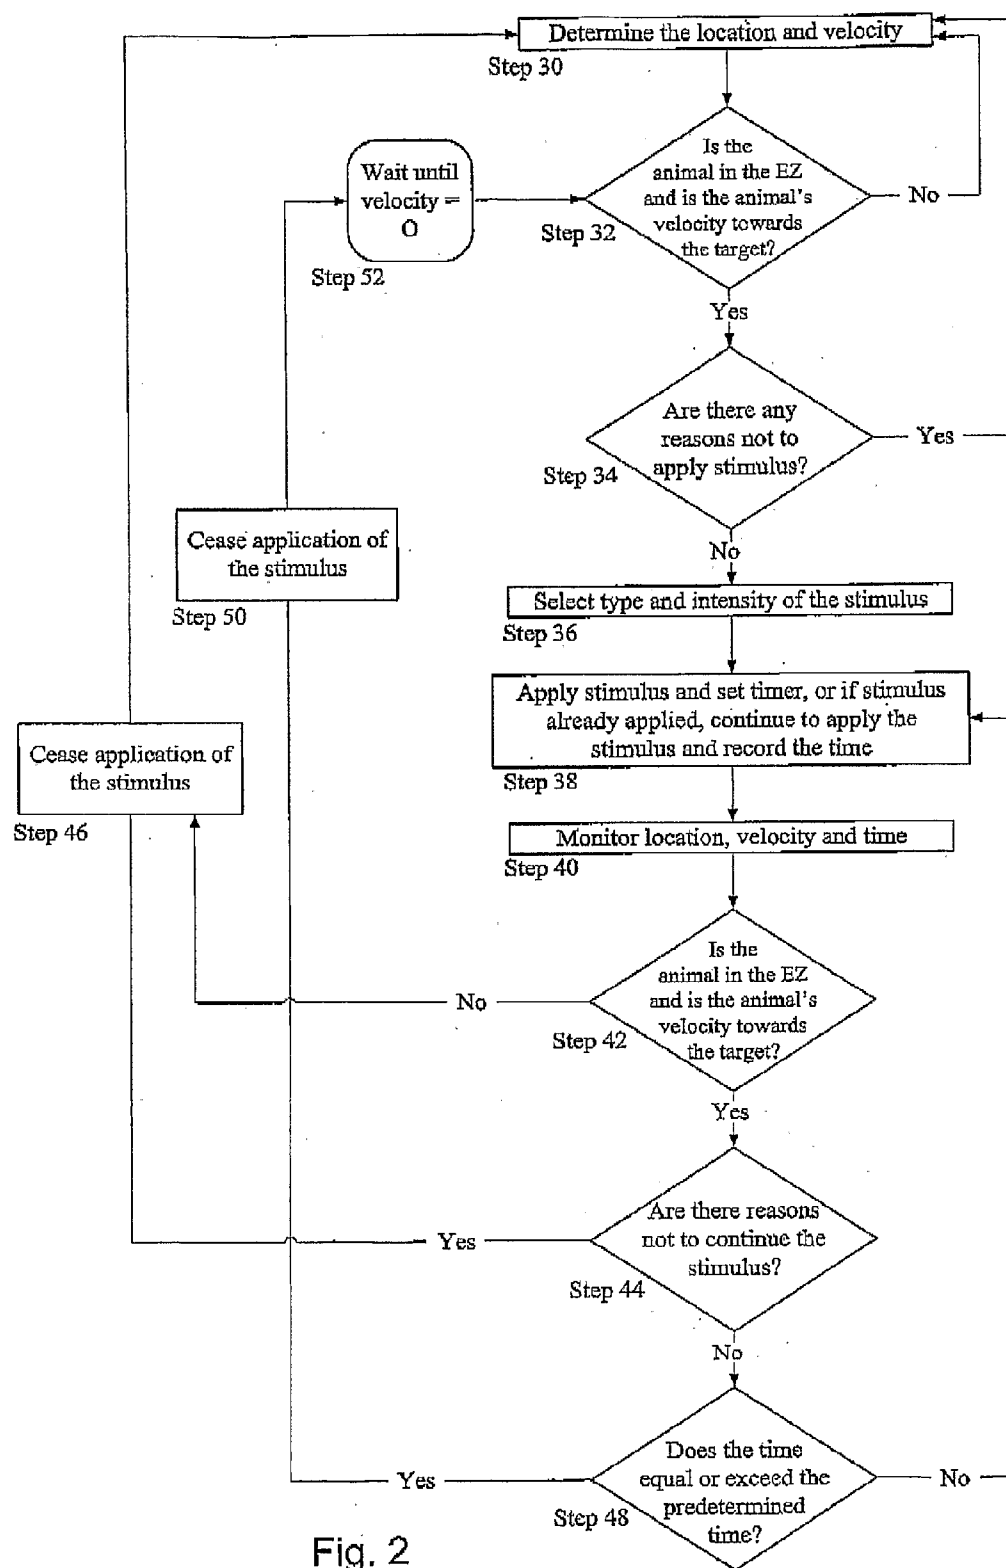 Determine the location and velocity
Step 30
Is the
animal in the EZ
and is the animal's
velocity towards
the target?
No
Step 32
Wait until
velocity =
0
Step 52
Yes
Are there any
reasons not to
apply stimulus?
Yes
Step 34
Cease application of
the stimulus
Step 50
No
Select type and intensity of the stimulus
Step 36
Apply stimulus and set timer, or if stimulus
already applied, continue to apply the
stimulus and record the time
Step 38
Cease application of
the stimulus
Step 46
Monitor location, velocity and time
Step 40
Is the
animal in the EZ
and is the animal's
velocity towards
the target?
No
Step 42
Yes
Are there reasons
not to continue the
stimulus?
Yes
Step 44
No
Does the time
equal or exceed the
predetermined
time?
Yes
No
Step 48
Fig. 2